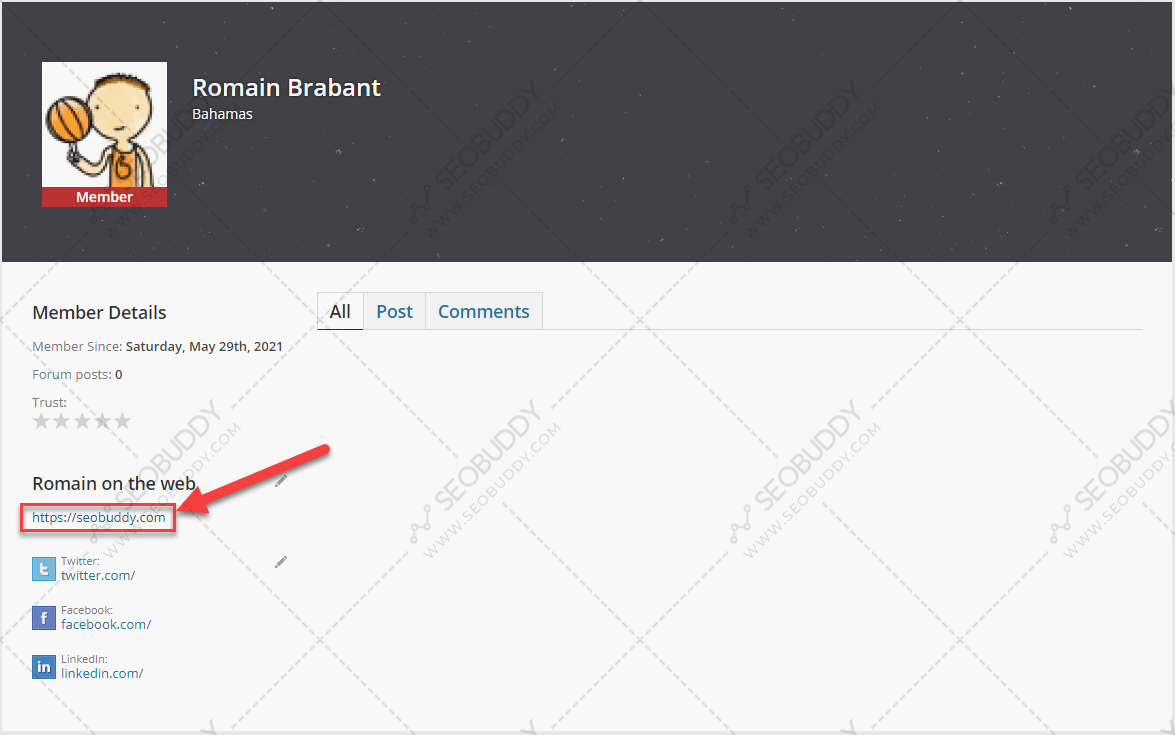 Romain Brabant
Bahamas
Member
Member Details
All
Post
Comments
Member Since: Saturday, May 29th, 2021
Forum posts: 0
Trust:
Romain on the web
https://seobuddy.com
Twitter:
twitter.com/
Facebook:
facebook.com/
LinkedIn:
linkedin.com/
SEOBUDDY
WWW.SEOBUDDY.COM